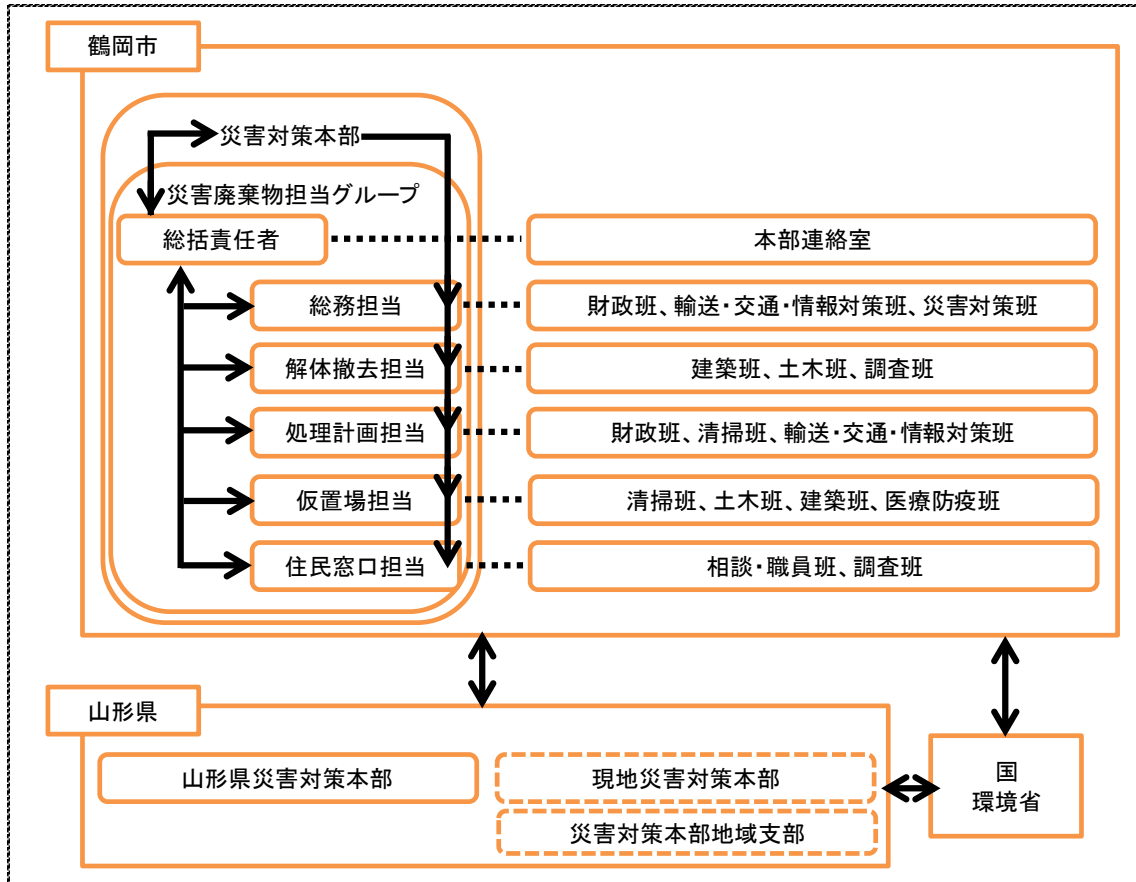 鶴岡市
災害対策本部
災害廃棄物担当グループ
総括責任者
本部連絡室
総務担当
財政班、輸送・交通・情報対策班、災害対策班
解体撤去担当
建築班、土木班、調査班
処理計画担当
財政班、清掃班、輸送・交通・情報対策班
仮置場担当
清掃班、土木班、建築班、医療防疫班
住民窓口担当
相談・職員班、調査班
山形県
山形県災害対策本部
現地災害対策本部
災害対策本部地域支部
国
環境省